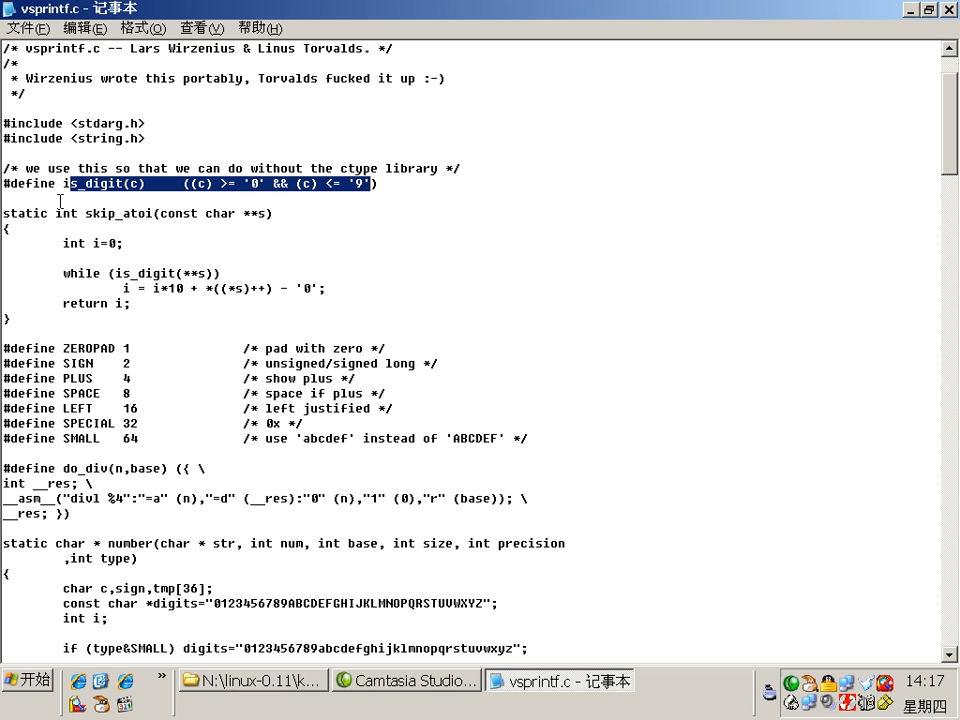 vsprintf.c - 记事本
文件(F) 编辑(E) 格式(O) 查看(V) 帮助(H)
/* vsprintf.c -- Lars Wirzenius & Linus Torvalds. */
/*
 * Wirzenius wrote this portably, Torvalds fucked it up :-)
 */
#include <stdarg.h>
#include <string.h>
/* we use this so that we can do without the ctype library */
#define is_digit(c)	((c) >= '0' && (c) <= '9')
static int skip_atoi(const char **s)
{
	int i=0;
	while (is_digit(**s))
		i = i*10 + *((*s)++) - '0';
	return i;
}
#define ZEROPAD	1		/* pad with zero */
#define SIGN	2		/* unsigned/signed long */
#define PLUS	4		/* show plus */
#define SPACE	8		/* space if plus */
#define LEFT	16		/* left justified */
#define SPECIAL	32		/* 0x */
#define SMALL	64		/* use 'abcdef' instead of 'ABCDEF' */
#define do_div(n,base) ({ \
int __res; \
__asm__("divl %4":"=a" (n),"=d" (__res):"0" (n),"1" (0),"r" (base)); \
__res; })
static char * number(char * str, int num, int base, int size, int precision
	,int type)
{
	char c,sign,tmp[36];
	const char *digits="0123456789ABCDEFGHIJKLMNOPQRSTUVWXYZ";
	int i;
	if (type&SMALL) digits="0123456789abcdefghijklmnopqrstuvwxyz";
开始 » N:\linux-0.11\k... Camtasia Studio... vsprintf.c - 记事本 14:17
星期四